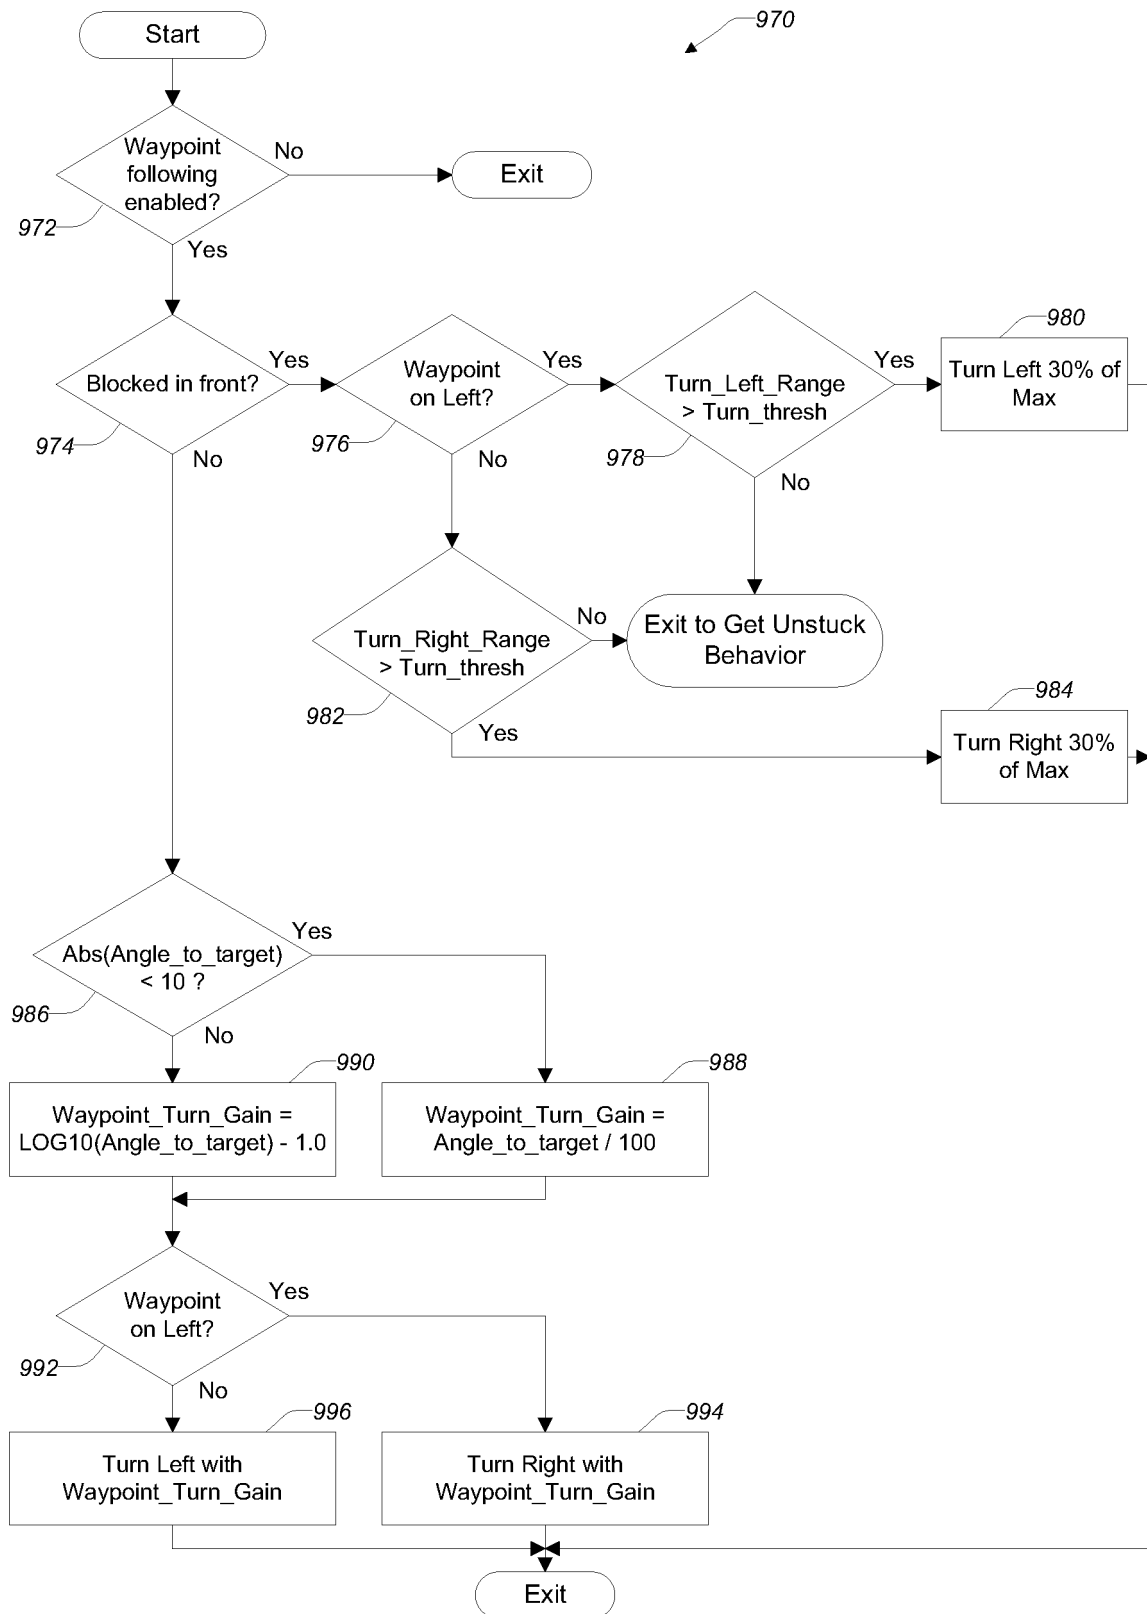 Start
970
Waypoint
following
enabled?
No
Exit
972
Yes
Blocked in front?
Yes
974
No
Waypoint
on Left?
Yes
976
No
Turn_Left_Range
> Turn_thresh
Yes
978
No
980
Turn Left 30% of
Max
Turn_Right_Range
> Turn_thresh
No
982
Yes
Exit to Get Unstuck
Behavior
984
Turn Right 30%
of Max
Abs(Angle_to_target)
< 10 ?
Yes
986
No
990
Waypoint_Turn_Gain =
LOG10(Angle_to_target) - 1.0
988
Waypoint_Turn_Gain =
Angle_to_target / 100
Waypoint
on Left?
Yes
992
No
996
Turn Left with
Waypoint_Turn_Gain
994
Turn Right with
Waypoint_Turn_Gain
Exit